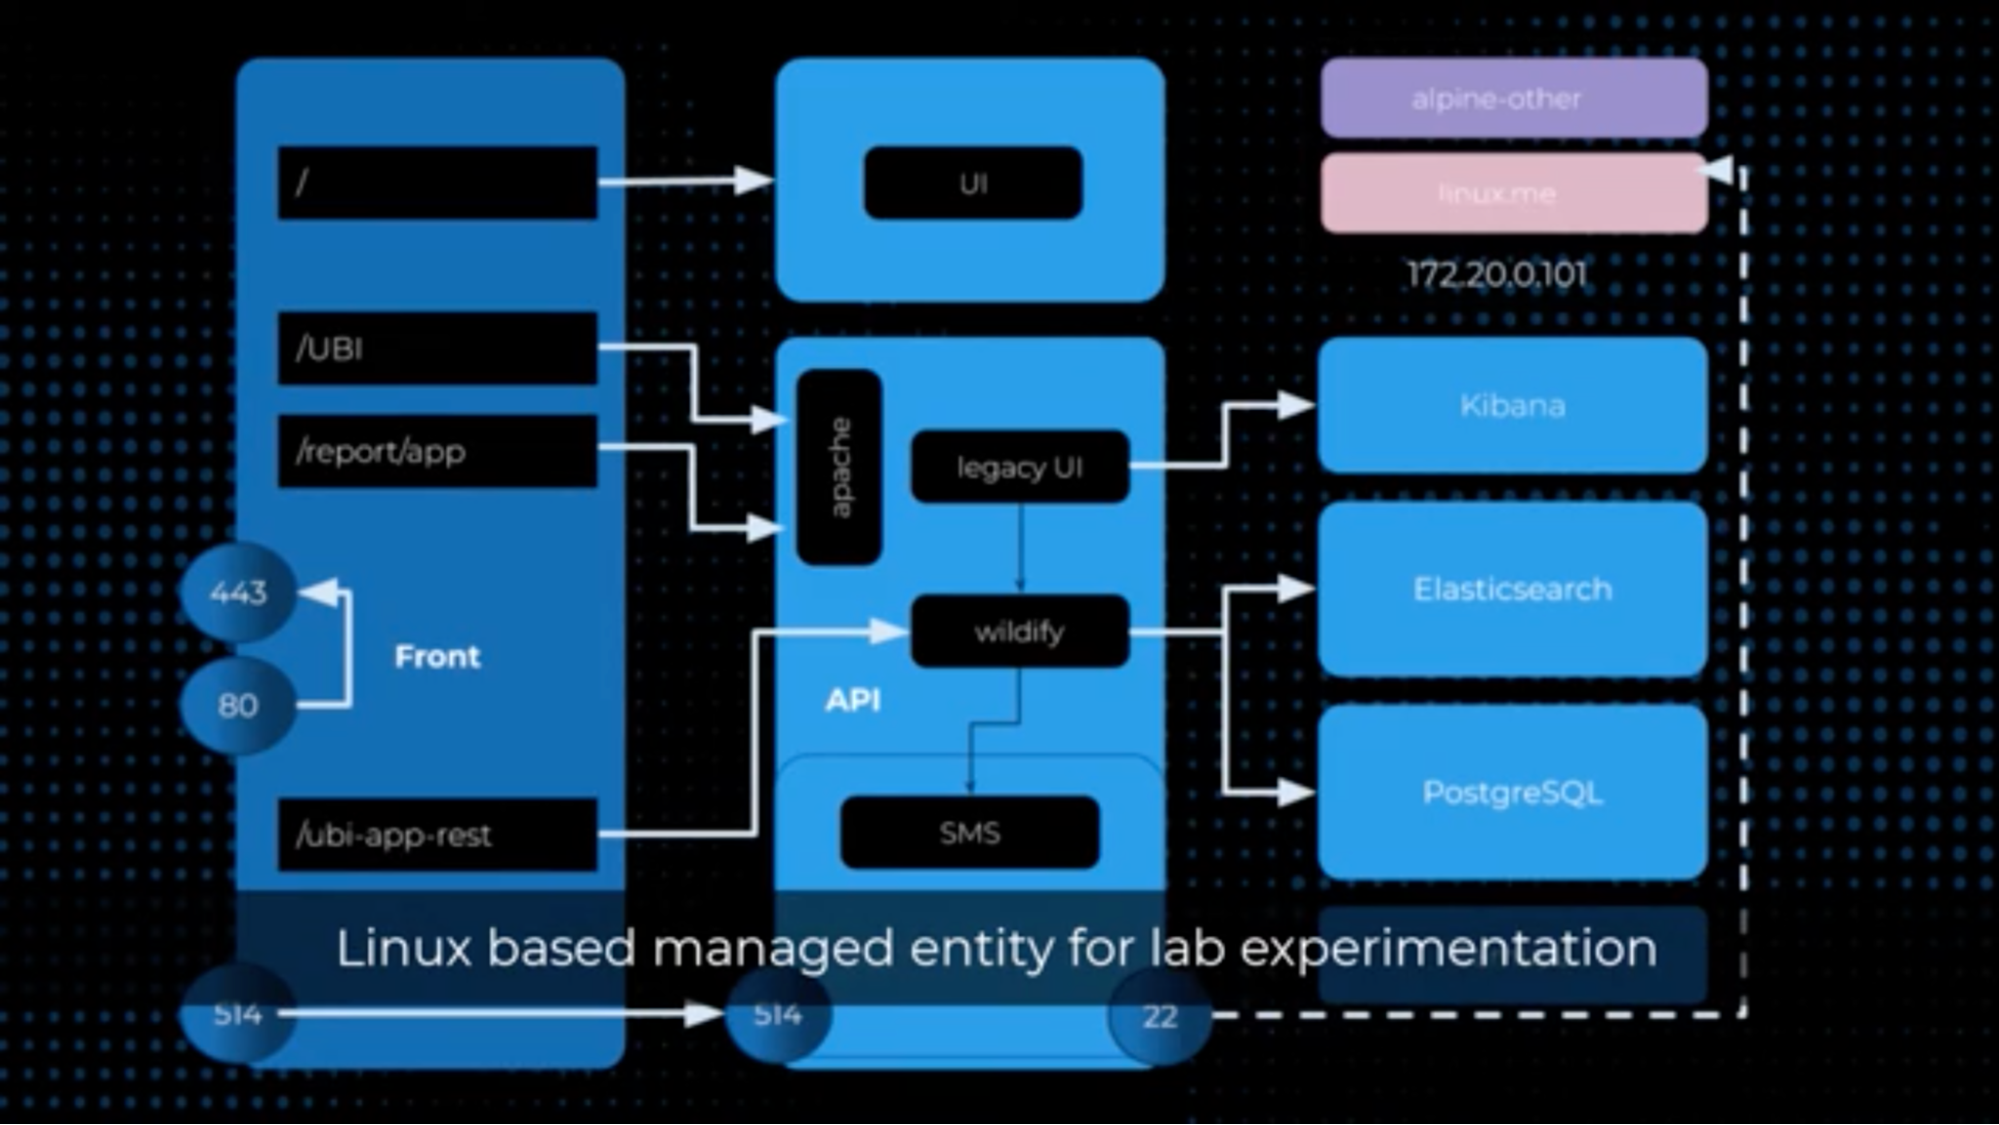 /
/UBI
/report/app
443
80
Front
/ubi-app-rest
514
UI
apache
legacy UI
wildify
API
SMS
514
22
alpine-other
linux.me
172.20.0.101
Kibana
Elasticsearch
PostgreSQL
Linux based managed entity for lab experimentation